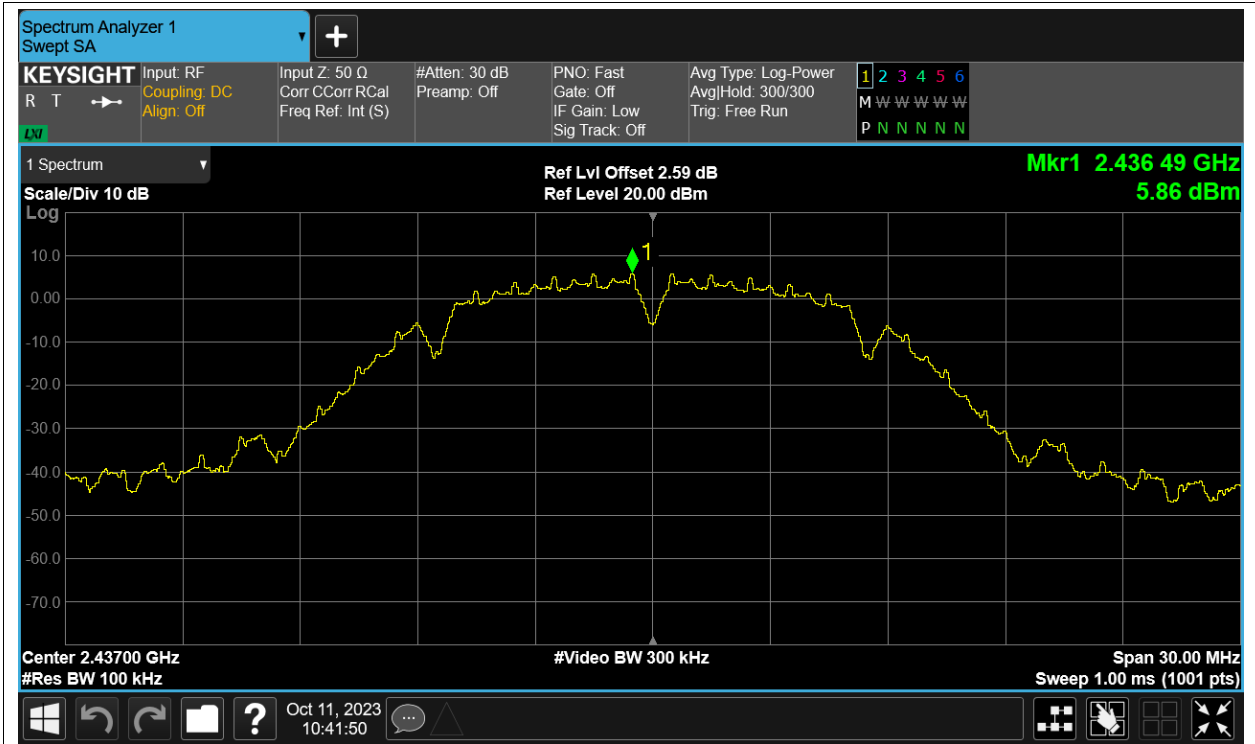 Spectrum Analyzer 1
Swept SA
KEYSIGHT
R T
LXI
Input: RF
Coupling: DC
Align: Off
Input Z: 50 Ω
Corr CCorr RCal
Freq Ref: Int (S)
#Atten: 30 dB
Preamp: Off
PNO: Fast
Gate: Off
IF Gain: Low
Sig Track: Off
Avg Type: Log-Power
Avg|Hold: 300/300
Trig: Free Run
1 2 3 4 5 6
M W W W W W W
P N N N N N
1 Spectrum
Scale/Div 10 dB
Log
Ref Lvl Offset 2.59 dB
Ref Level 20.00 dBm
Mkr1 2.436 49 GHz
5.86 dBm
1
10.0
0.00
-10.0
-20.0
-30.0
-40.0
-50.0
-60.0
-70.0
Center 2.43700 GHz
#Video BW 300 kHz
Span 30.00 MHz
#Res BW 100 kHz
Sweep 1.00 ms (1001 pts)
?
Oct 11, 2023
10:41:50